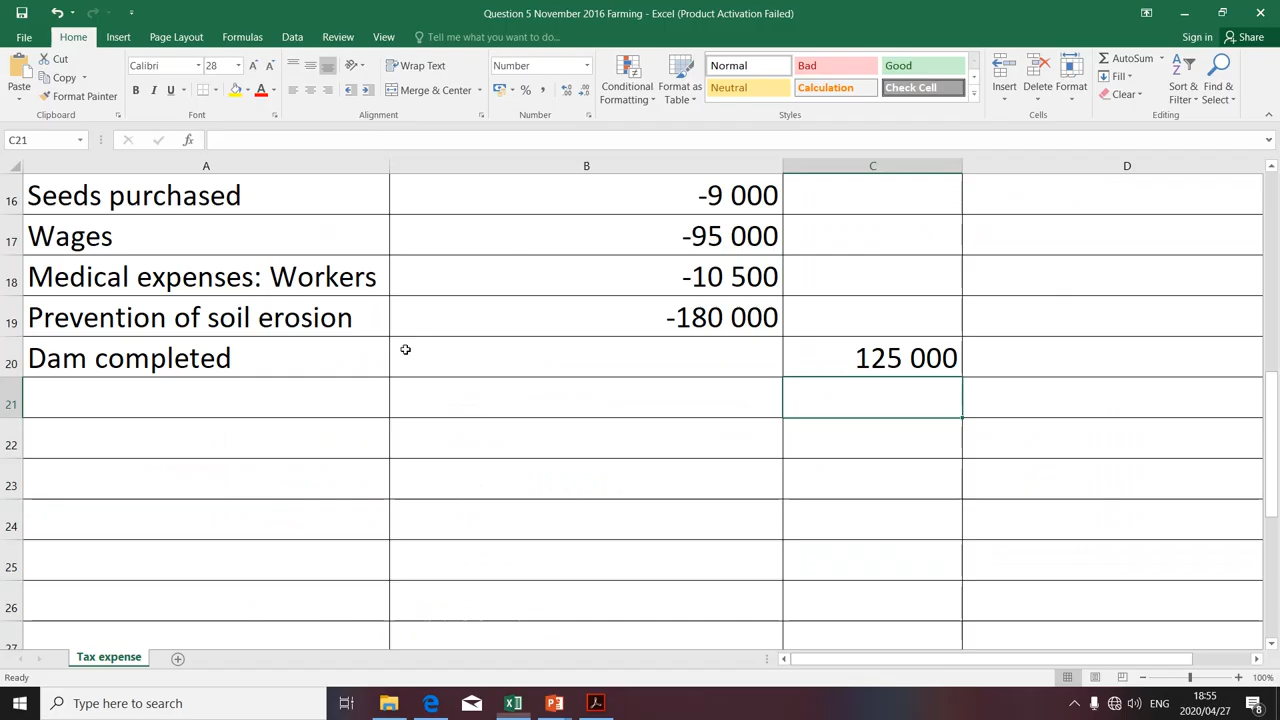 Question 5 November 2016 Farming - Excel (Product Activation Failed)
File Home Insert Page Layout Formulas Data Review View Tell me what you want to do... Sign in Share
Paste Cut Copy Format Painter Clipboard
Calibri 28 A A B I U A Font
Wrap Text Merge & Center Alignment
Number % , Number
Conditional Formatting Format as Table Normal Bad Good Neutral Calculation Check Cell Styles
Insert Delete Format Cells
AutoSum Fill Clear Sort & Filter Find & Select Editing
C21 fx
A B C D
16 Seeds purchased -9 000
17 Wages -95 000
18 Medical expenses: Workers -10 500
19 Prevention of soil erosion -180 000
20 Dam completed 125 000
21
22
23
24
25
26
27
Tax expense
Ready 100%
Type here to search ENG 18:55 2020/04/27 8